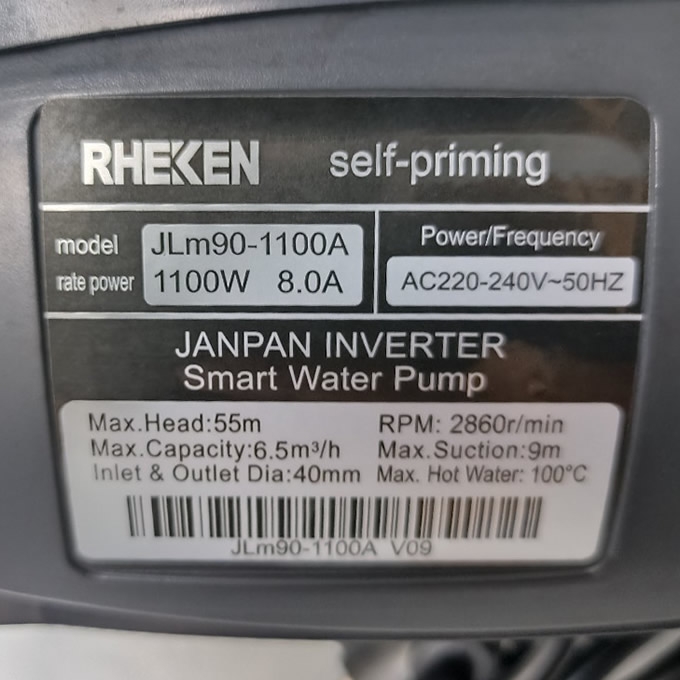 RHEKEN self-priming
model JLm90-1100A
rate power 1100W 8.0A
Power/Frequency
AC220-240V~50HZ
JANPAN INVERTER
Smart Water Pump
Max.Head:55m RPM: 2860r/min
Max.Capacity:6.5m³/h Max.Suction:9m
Inlet & Outlet Dia:40mm Max. Hot Water: 100°C
JLm90-1100A V09